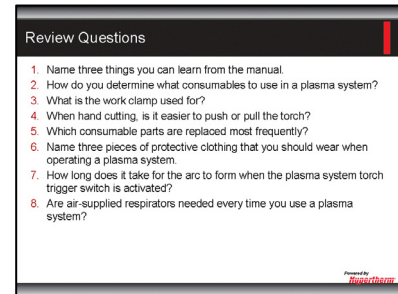 Review Questions
1. Name three things you can learn from the manual.
2. How do you determine what consumables to use in a plasma system?
3. What is the work clamp used for?
4. When hand cutting, is it easier to push or pull the torch?
5. Which consumable parts are replaced most frequently?
6. Name three pieces of protective clothing that you should wear when
operating a plasma system.
7. How long does it take for the arc to form when the plasma system torch
trigger switch is activated?
8. Are air-supplied respirators needed every time you use a plasma
system?
Powered by
Hypertherm